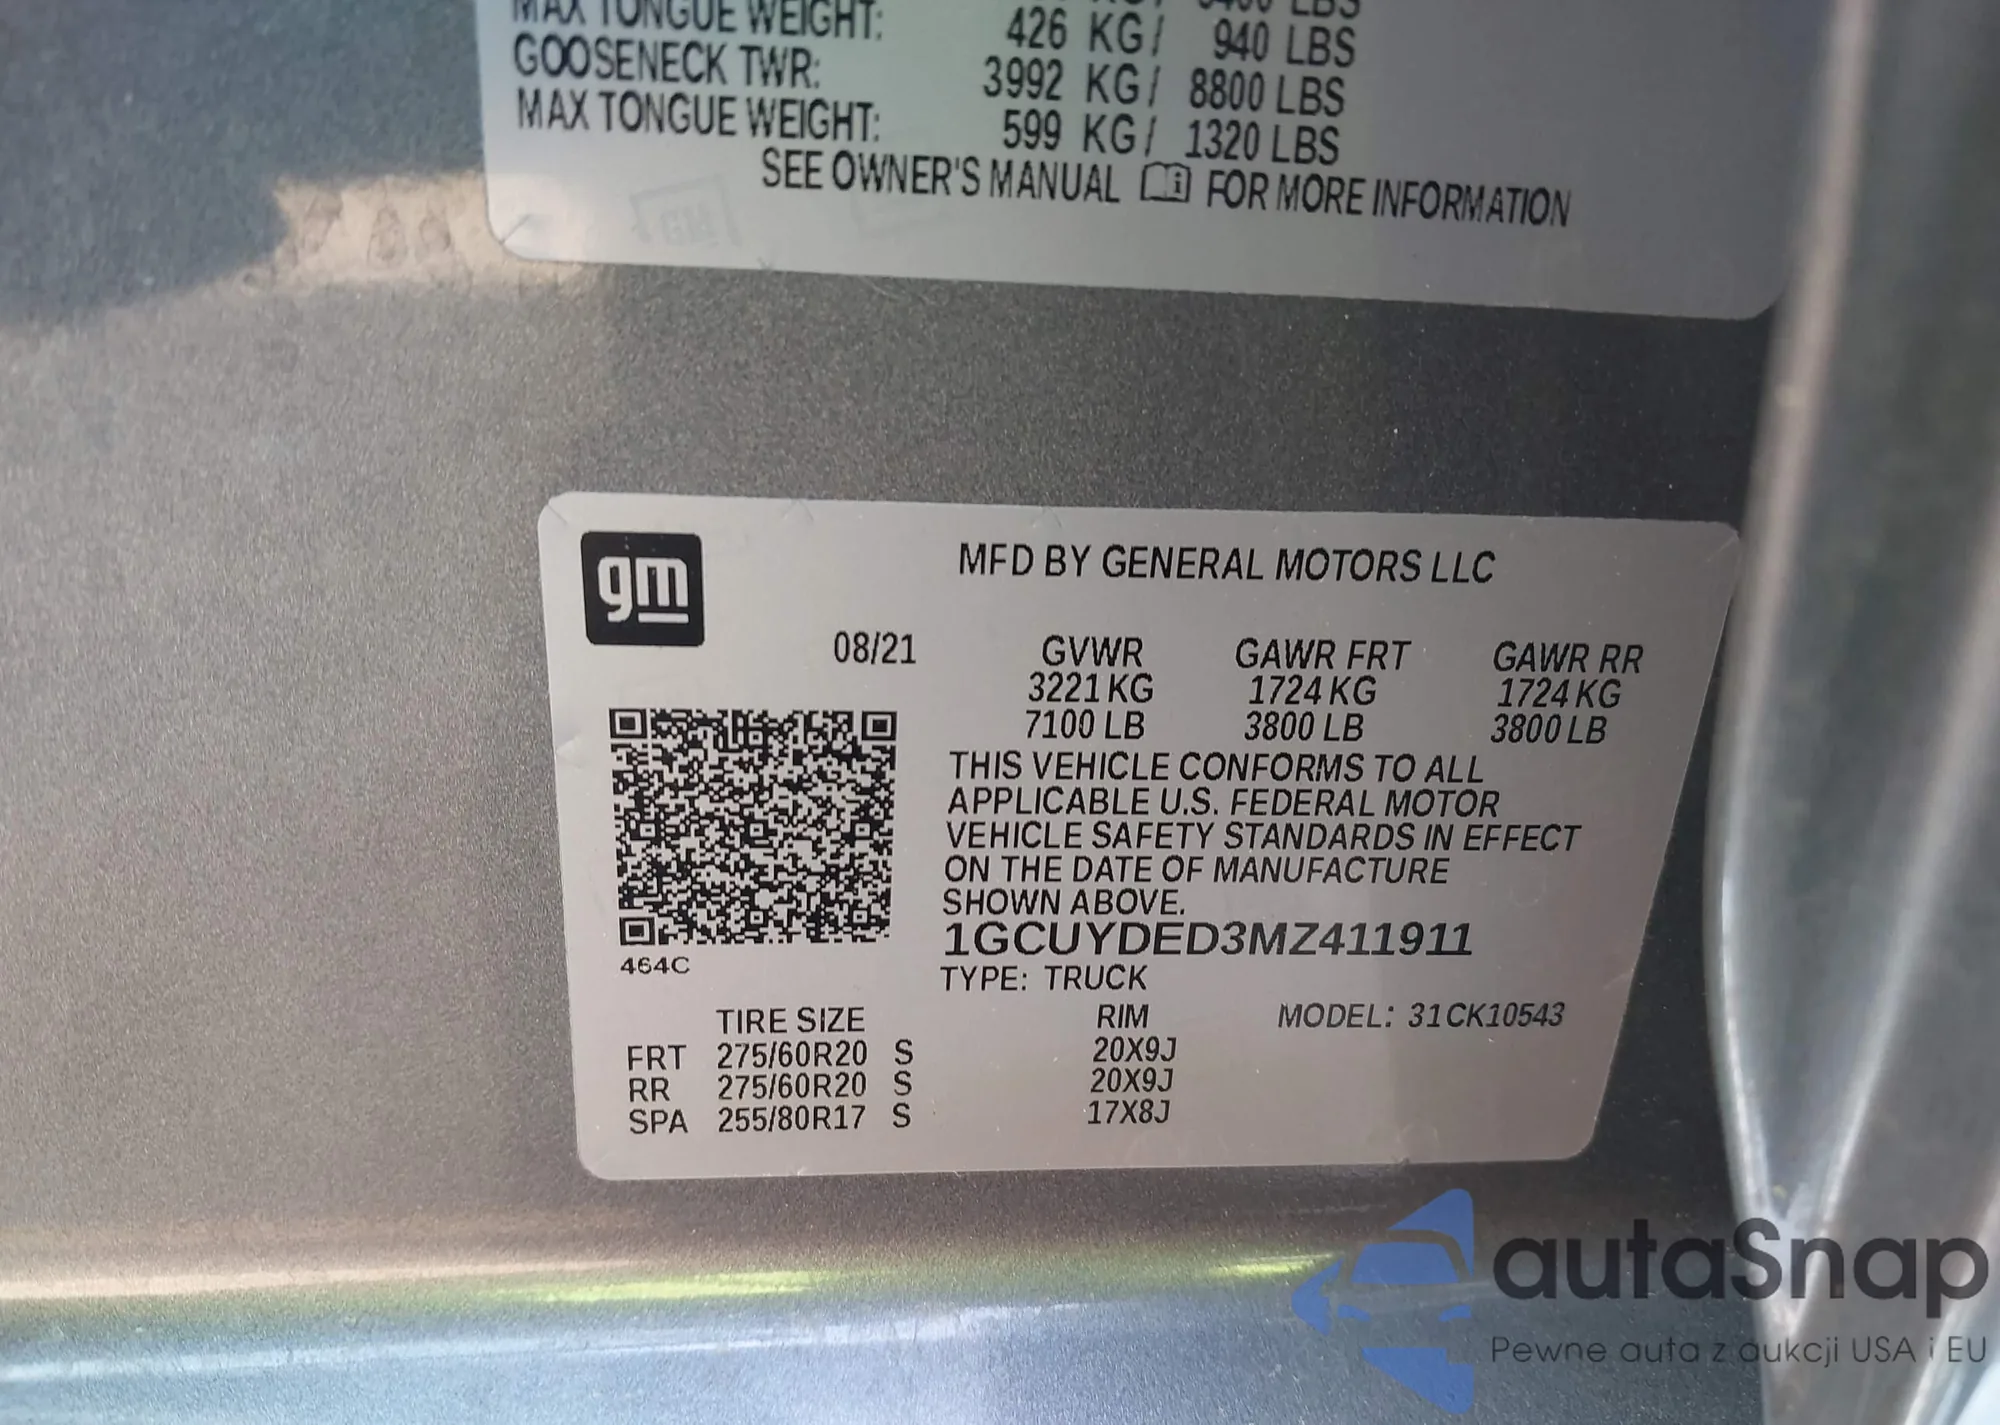 MAX TONGUE WEIGHT: 426 KG / 940 LBS
GOOSENECK TWR: 3992 KG / 8800 LBS
MAX TONGUE WEIGHT: 599 KG / 1320 LBS
SEE OWNER'S MANUAL FOR MORE INFORMATION
gm
MFD BY GENERAL MOTORS LLC
08/21 GVWR GAWR FRT GAWR RR
3221 KG 1724 KG 1724 KG
7100 LB 3800 LB 3800 LB
THIS VEHICLE CONFORMS TO ALL
APPLICABLE U.S. FEDERAL MOTOR
VEHICLE SAFETY STANDARDS IN EFFECT
ON THE DATE OF MANUFACTURE
SHOWN ABOVE.
1GCUYDED3MZ411911
464C
TYPE: TRUCK
TIRE SIZE RIM MODEL: 31CK10543
FRT 275/60R20 S 20X9J
RR 275/60R20 S 20X9J
SPA 255/80R17 S 17X8J
autaSnap
Pewne auta z aukcji USA i EU